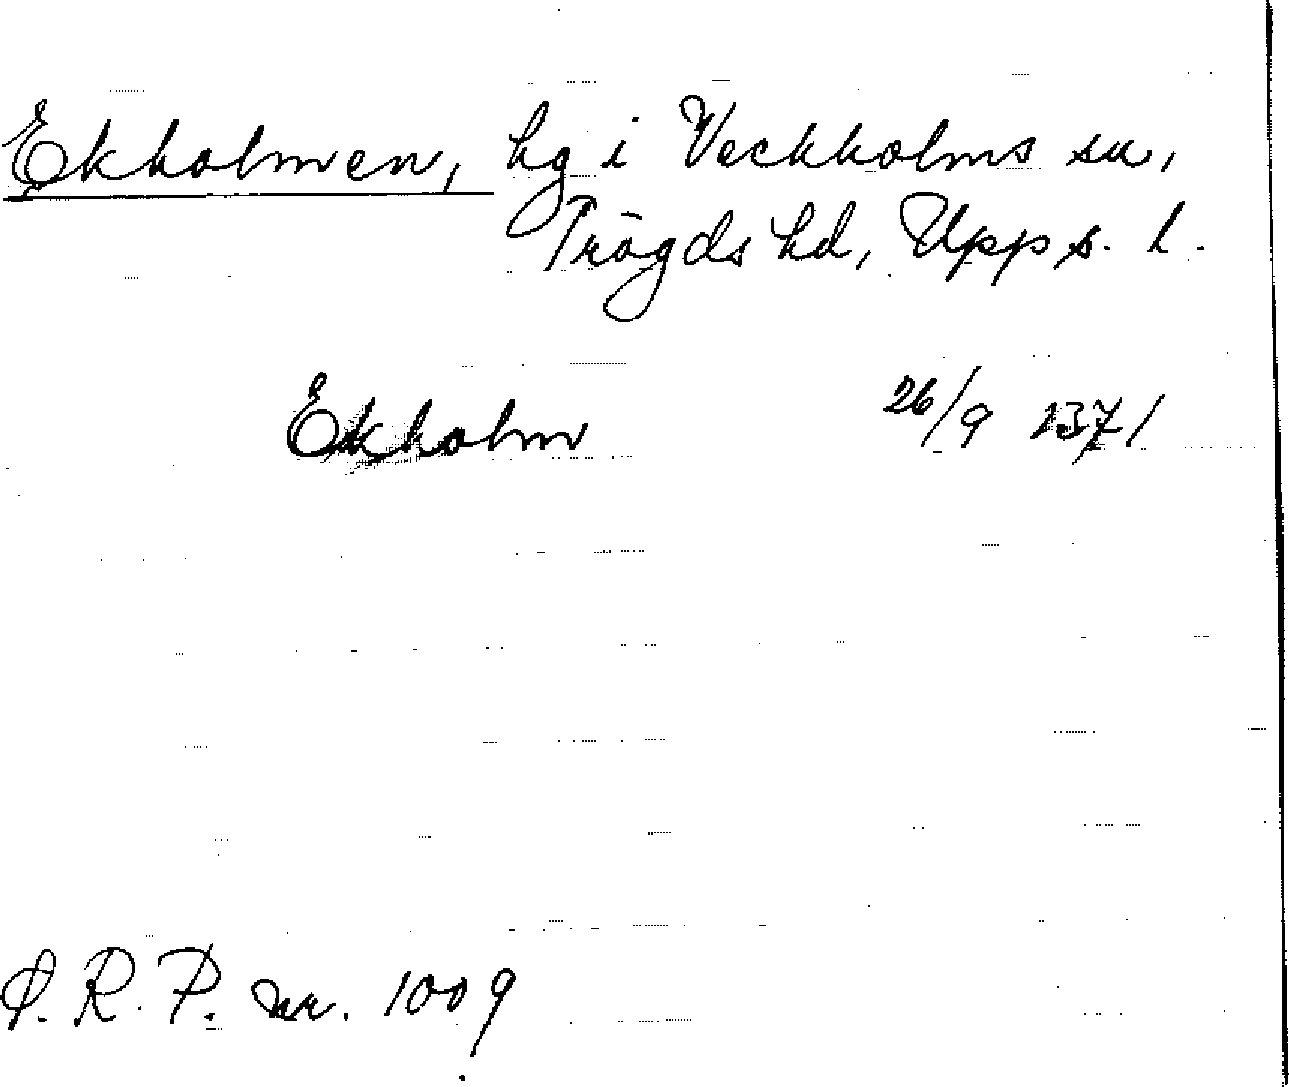 Ekholmen, hg i Veckholms sn,
Trögds hd, Upps. l.
Ekholm 26/9 1371
S. R. P. nr. 1009